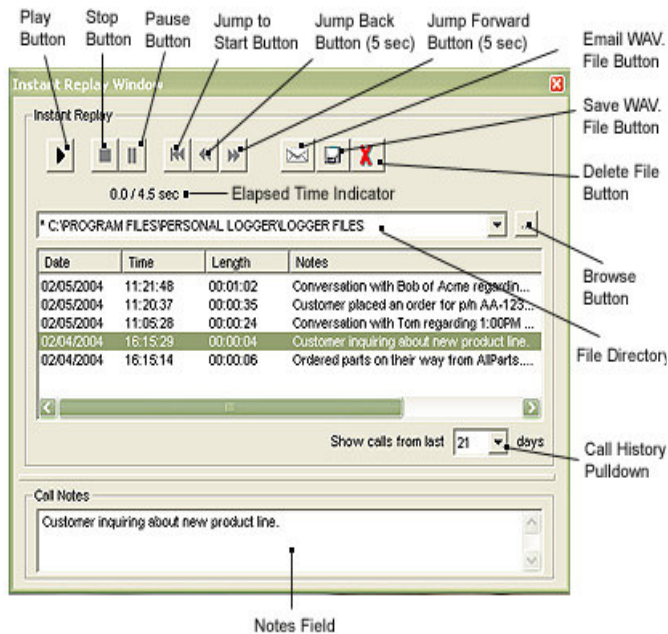 Play Button
Stop Button
Pause Button
Jump to Start Button
Jump Back Button (5 sec)
Jump Forward Button (5 sec)
Email WAV. File Button
Save WAV. File Button
Delete File Button
Instant Replay Window
Instant Replay
0.0 / 4.5 sec
Elapsed Time Indicator
* C:\PROGRAM FILES\PERSONAL LOGGER\LOGGER FILES
...
Browse Button
Date Time Length Notes
02/05/2004 11:21:48 00:01:02 Conversation with Bob of Acme regardin...
02/05/2004 11:20:37 00:00:35 Customer placed an order for p/n AA-123...
02/05/2004 11:05:28 00:00:24 Conversation with Tom regarding 1:00PM ...
02/04/2004 16:15:29 00:00:04 Customer inquiring about new product line.
02/04/2004 16:15:14 00:00:06 Ordered parts on their way from AllParts....
File Directory
Show calls from last 21 days
Call History Pulldown
Call Notes
Customer inquiring about new product line.
Notes Field